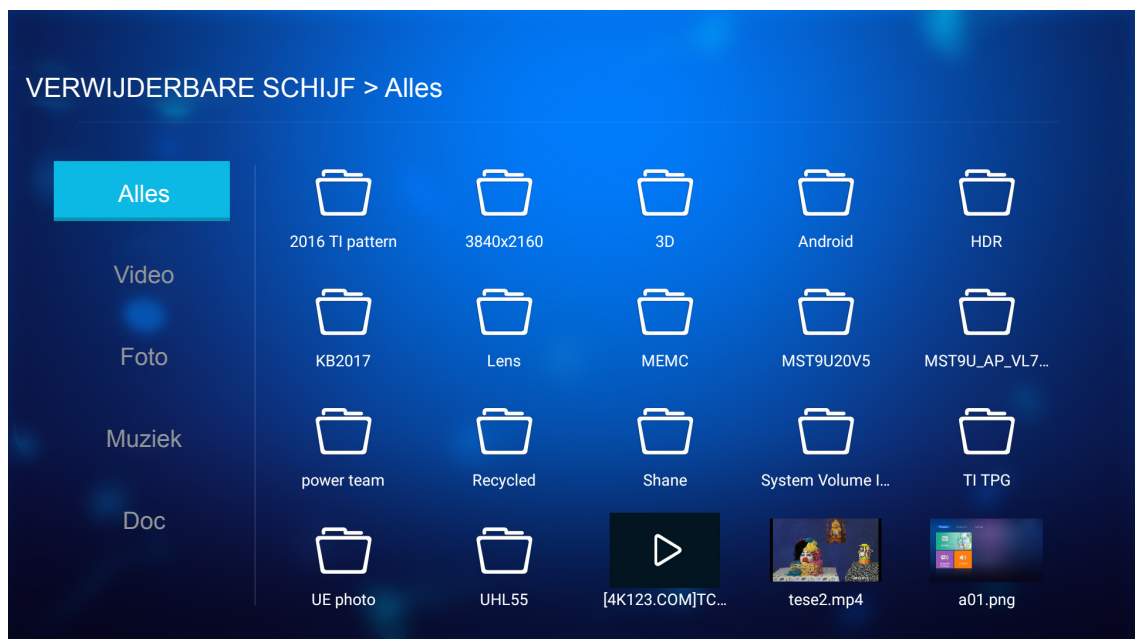 VERWIJDERBARE SCHIJF > Alles
Alles
Video
Foto
Muziek
Doc
2016 TI pattern
3840x2160
3D
Android
HDR
KB2017
Lens
MEMC
MST9U20V5
MST9U_AP_VL7...
power team
Recycled
Shane
System Volume I...
TI TPG
UE photo
UHL55
[4K123.COM]TC...
tese2.mp4
a01.png